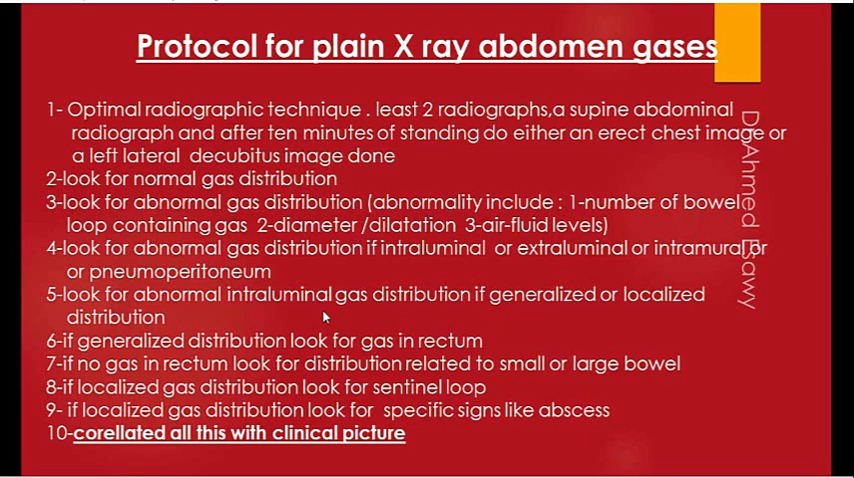 Protocol for plain X ray abdomen gases
1- Optimal radiographic technique . least 2 radiographs,a supine abdominal
radiograph and after ten minutes of standing do either an erect chest image or
a left lateral decubitus image done
2-look for normal gas distribution
3-look for abnormal gas distribution (abnormality include : 1-number of bowel
loop containing gas 2-diameter /dilatation 3-air-fluid levels)
4-look for abnormal gas distribution if intraluminal or extraluminal or intramural or
or pneumoperitoneum
5-look for abnormal intraluminal gas distribution if generalized or localized
distribution
6-if generalized distribution look for gas in rectum
7-if no gas in rectum look for distribution related to small or large bowel
8-if localized gas distribution look for sentinel loop
9- if localized gas distribution look for specific signs like abscess
10-corellated all this with clinical picture
Dr Ahmed Esawy